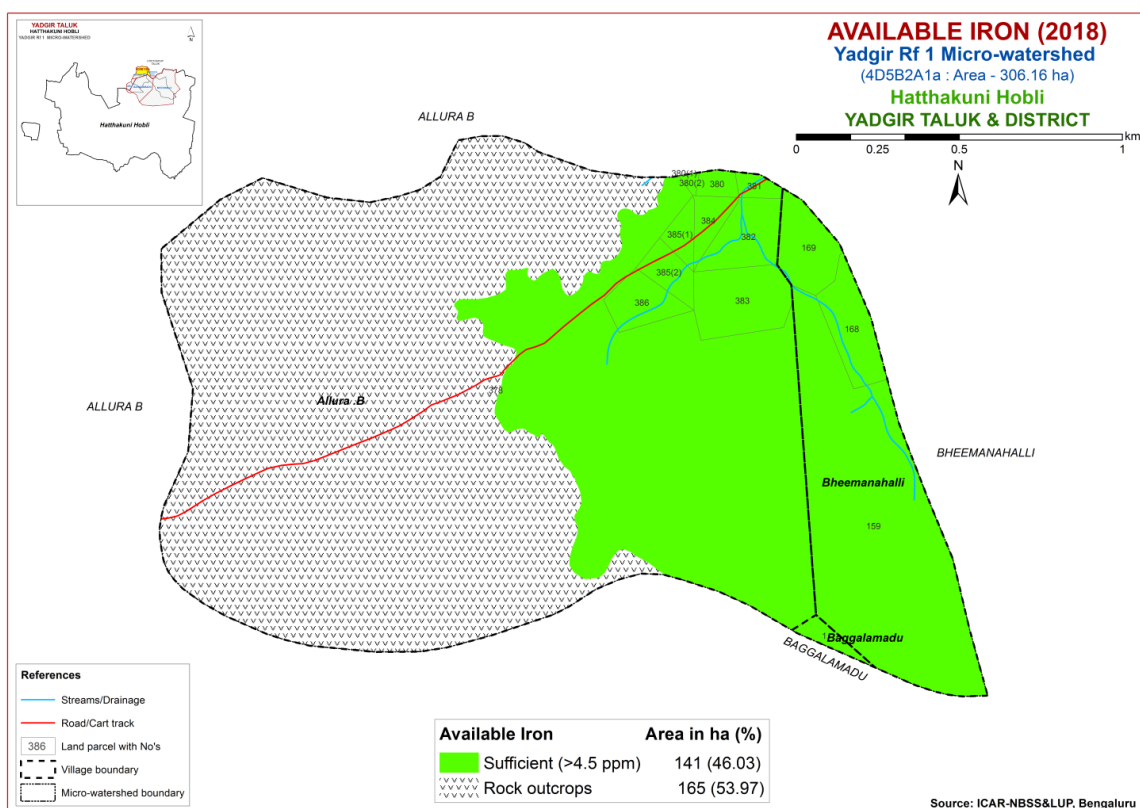 YADGIR TALUK
HATTHAKUNI HOBLI
YADGIR RF 1 MICRO-WATERSHED
N
Hatthakuni Hobli
AVAILABLE IRON (2018)
Yadgir Rf 1 Micro-watershed
(4D5B2A1a : Area - 306.16 ha)
Hatthakuni Hobli
YADGIR TALUK & DISTRICT
km
0 0.25 0.5 1
N
ALLURA B
380(1)
380(2) 380 381
384
385(1) 382
169
385(2)
386 383
168
378
Allura .B
ALLURA B
BHEEMANAHALLI
Bheemanahalli
159
Baggalamadu
BAGGALAMADU
References
Streams/Drainage
Road/Cart track
386 Land parcel with No's
Village boundary
Micro-watershed boundary
Available Iron Area in ha (%)
Sufficient (>4.5 ppm) 141 (46.03)
Rock outcrops 165 (53.97)
Source: ICAR-NBSS&LUP, Bengaluru